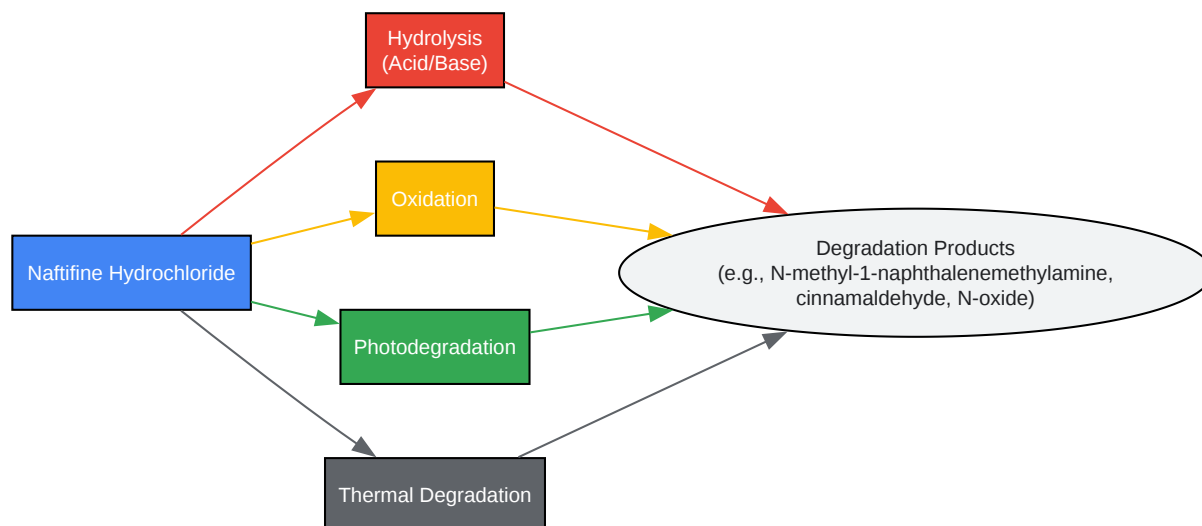 Hydrolysis
(Acid/Base)
Oxidation
Naftifine Hydrochloride
Degradation Products
(e.g., N-methyl-1-naphthalenemethylamine,
cinnamaldehyde, N-oxide)
Photodegradation
Thermal Degradation